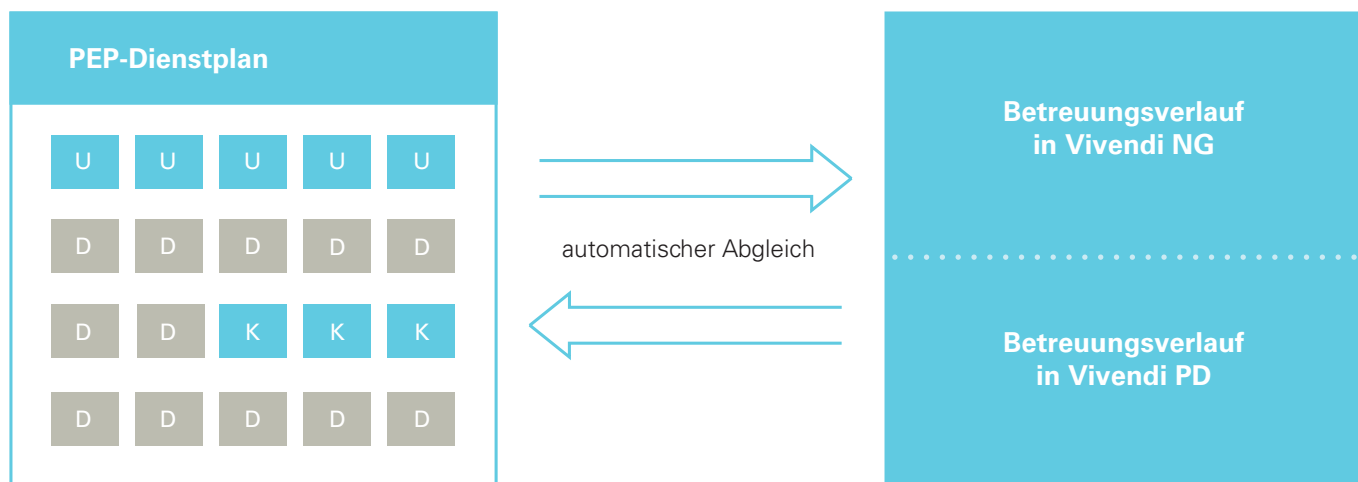 PEP-Dienstplan
U U U U U
D D D D D
D D K K K
D D D D D
automatischer Abgleich
Betreuungsverlauf
in Vivendi NG
Betreuungsverlauf
in Vivendi PD